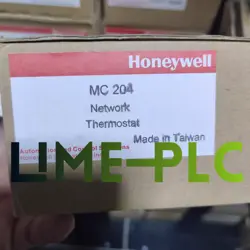 Honeywell
MC 204
Network
Thermostat
Made in Taiwan
LIME-PLC